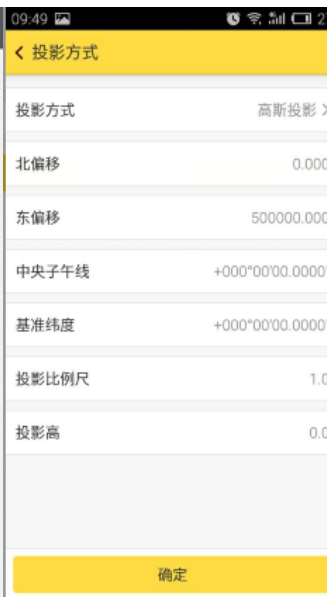 09:49
投影方式
投影方式 高斯投影
北偏移 0.000
东偏移 500000.000
中央子午线 +000°00'00.0000"
基准纬度 +000°00'00.0000"
投影比例尺 1.0
投影高 0.0
确定